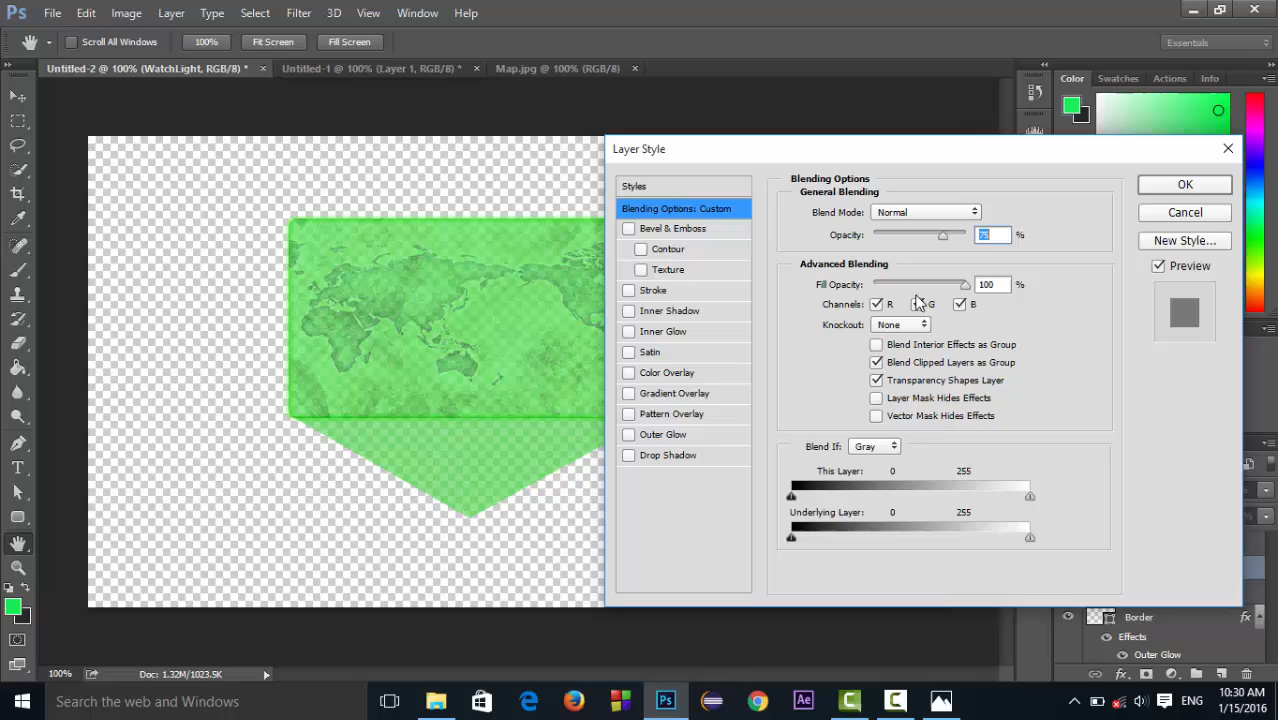 Ps File Edit Image Layer Type Select Filter 3D View Window Help
Scroll All Windows 100% Fit Screen Fill Screen Essentials
Untitled-2 @ 100% (WatchLight, RGB/8) * Untitled-1 @ 100% (Layer 1, RGB/8) * Map.jpg @ 100% (RGB/8)
Color Swatches Actions Info
Layer Style
Styles
Blending Options: Custom
Bevel & Emboss
Contour
Texture
Stroke
Inner Shadow
Inner Glow
Satin
Color Overlay
Gradient Overlay
Pattern Overlay
Outer Glow
Drop Shadow
Blending Options
General Blending
Blend Mode: Normal
Opacity: 75 %
Advanced Blending
Fill Opacity: 100 %
Channels: R G B
Knockout: None
Blend Interior Effects as Group
Blend Clipped Layers as Group
Transparency Shapes Layer
Layer Mask Hides Effects
Vector Mask Hides Effects
Blend If: Gray
This Layer: 0 255
Underlying Layer: 0 255
OK
Cancel
New Style...
Preview
Border fx
Effects
Outer Glow
100% Doc: 1.32M/1023.5K
Search the web and Windows
Ps
Ae
ENG
10:30 AM
1/15/2016